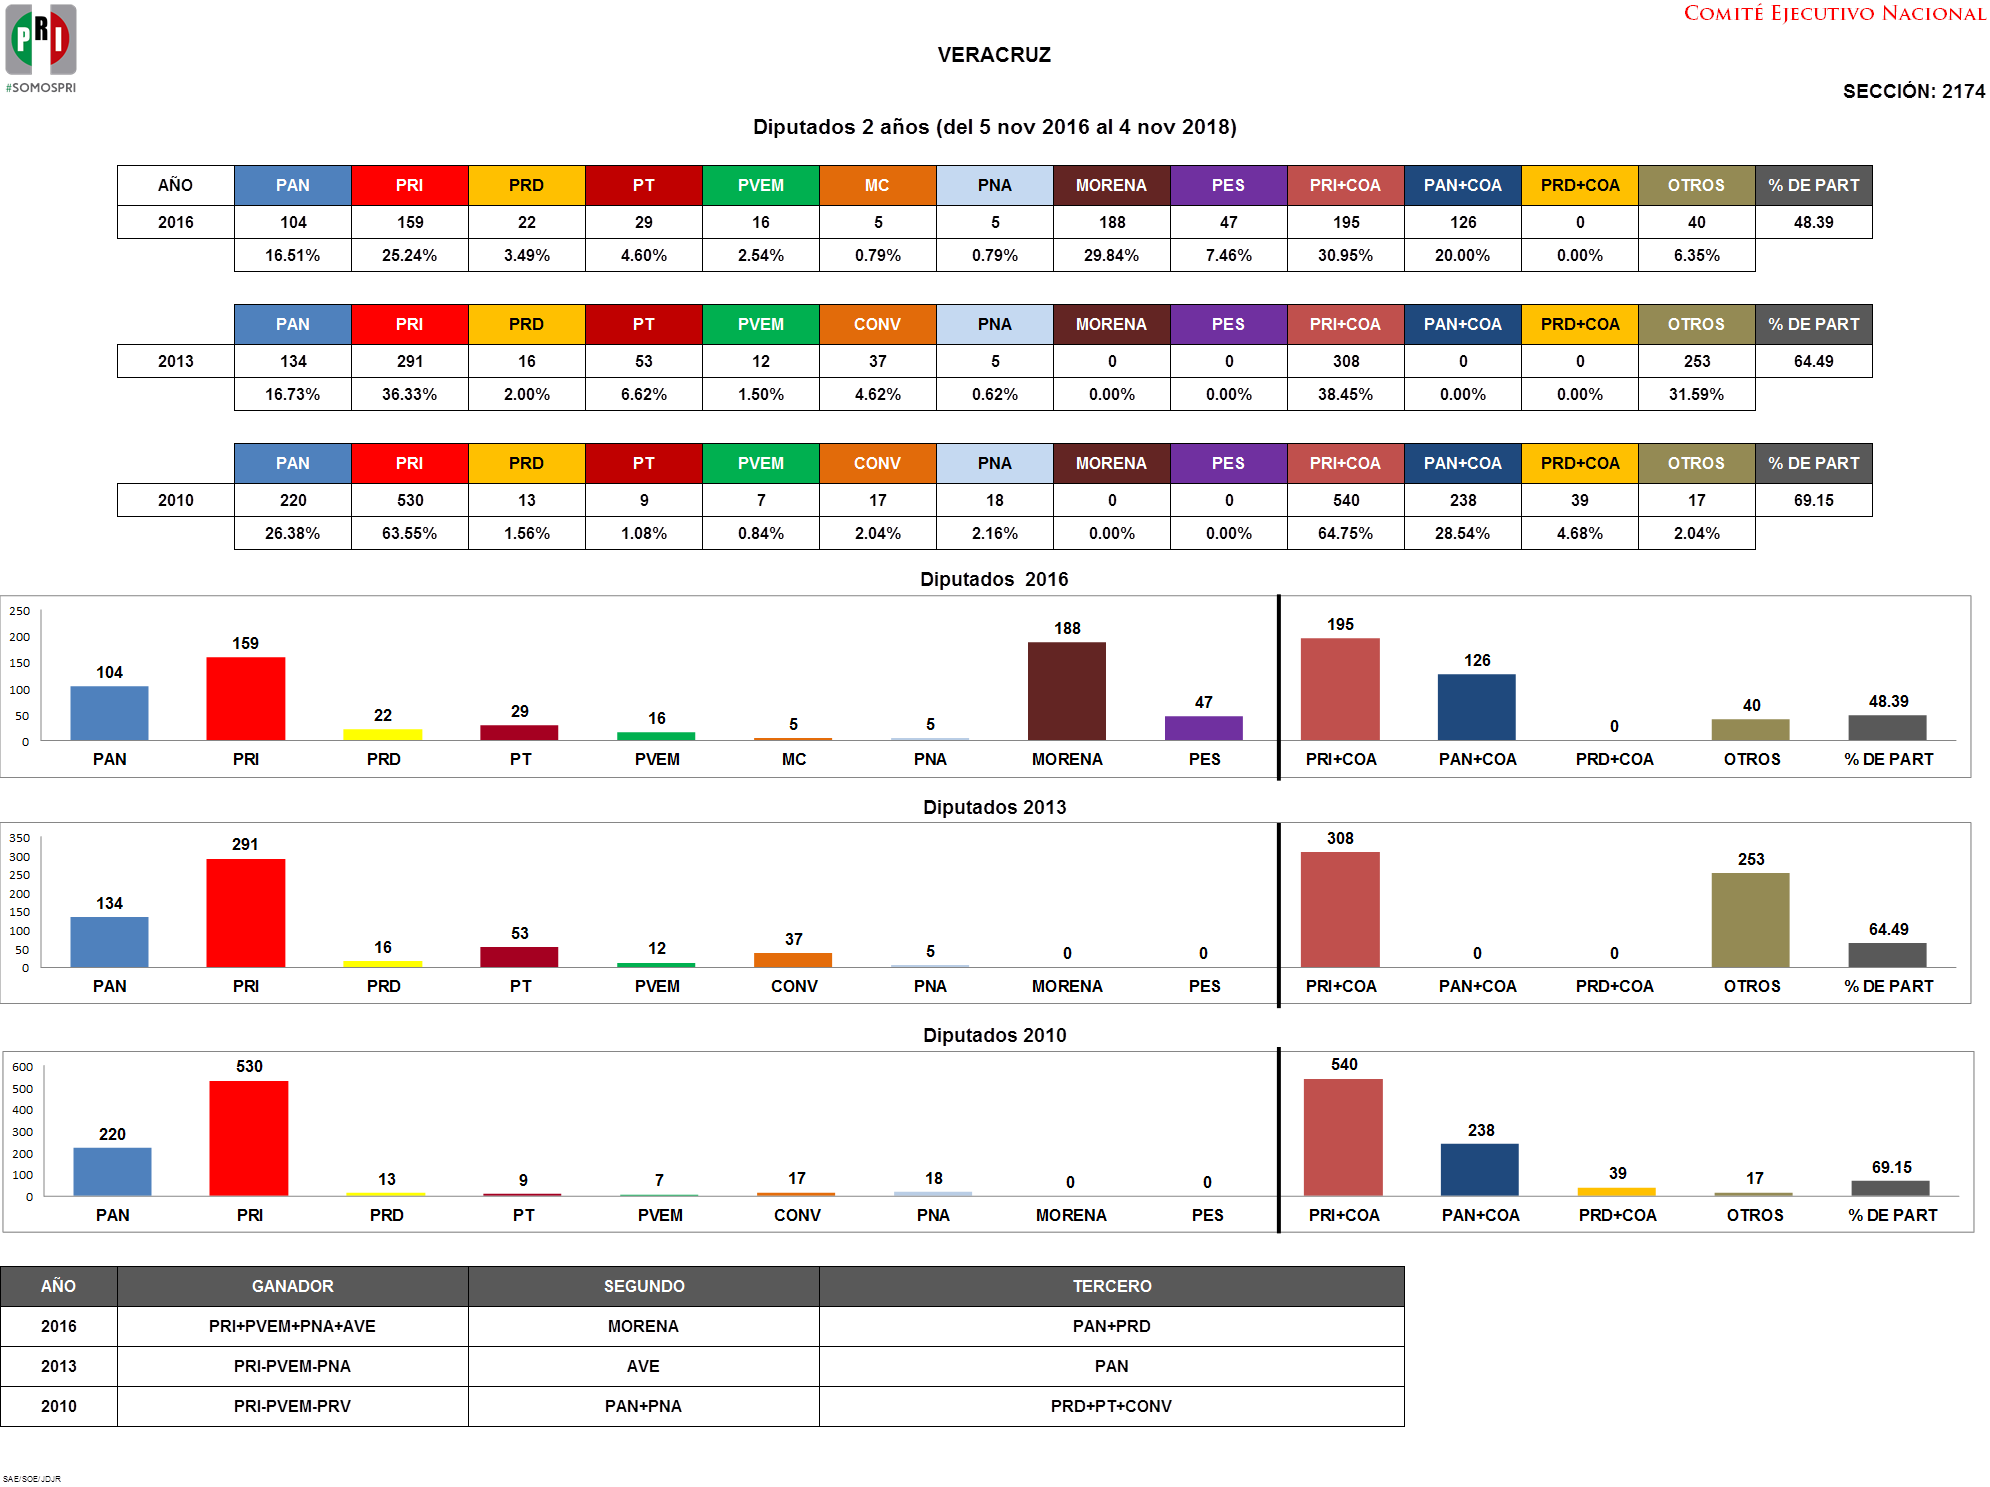 PRI
#SOMOSPRI
COMITÉ EJECUTIVO NACIONAL
VERACRUZ
SECCIÓN: 2174
Diputados 2 años (del 5 nov 2016 al 4 nov 2018)
AÑO PAN PRI PRD PT PVEM MC PNA MORENA PES PRI+COA PAN+COA PRD+COA OTROS % DE PART
2016 104 159 22 29 16 5 5 188 47 195 126 0 40 48.39
16.51% 25.24% 3.49% 4.60% 2.54% 0.79% 0.79% 29.84% 7.46% 30.95% 20.00% 0.00% 6.35%
PAN PRI PRD PT PVEM CONV PNA MORENA PES PRI+COA PAN+COA PRD+COA OTROS % DE PART
2013 134 291 16 53 12 37 5 0 0 308 0 0 253 64.49
16.73% 36.33% 2.00% 6.62% 1.50% 4.62% 0.62% 0.00% 0.00% 38.45% 0.00% 0.00% 31.59%
PAN PRI PRD PT PVEM CONV PNA MORENA PES PRI+COA PAN+COA PRD+COA OTROS % DE PART
2010 220 530 13 9 7 17 18 0 0 540 238 39 17 69.15
26.38% 63.55% 1.56% 1.08% 0.84% 2.04% 2.16% 0.00% 0.00% 64.75% 28.54% 4.68% 2.04%
Diputados 2016
250
200
150
100
50
0
104 159 22 29 16 5 5 188 47 195 126 0 40 48.39
PAN PRI PRD PT PVEM MC PNA MORENA PES PRI+COA PAN+COA PRD+COA OTROS % DE PART
Diputados 2013
350
300
250
200
150
100
50
0
134 291 16 53 12 37 5 0 0 308 0 0 253 64.49
PAN PRI PRD PT PVEM CONV PNA MORENA PES PRI+COA PAN+COA PRD+COA OTROS % DE PART
Diputados 2010
600
500
400
300
200
100
0
220 530 13 9 7 17 18 0 0 540 238 39 17 69.15
PAN PRI PRD PT PVEM CONV PNA MORENA PES PRI+COA PAN+COA PRD+COA OTROS % DE PART
AÑO GANADOR SEGUNDO TERCERO
2016 PRI+PVEM+PNA+AVE MORENA PAN+PRD
2013 PRI-PVEM-PNA AVE PAN
2010 PRI-PVEM-PRV PAN+PNA PRD+PT+CONV
SAE/SOE/JDJR